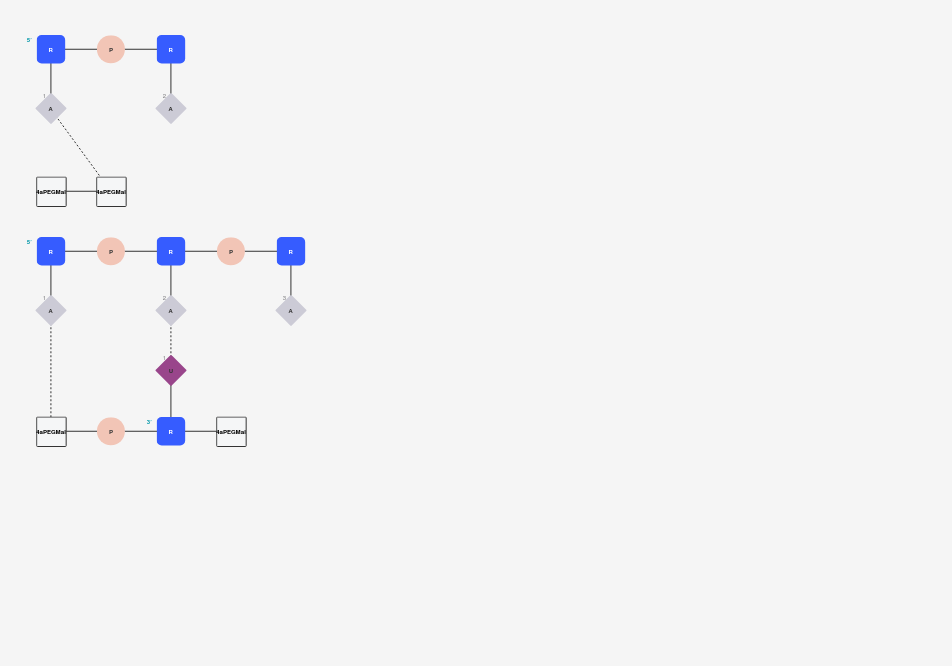 5'
R P R
1 2
A A
4aPEGMal 4aPEGMal
5'
R P R P R
1 2 3
A A A
1
U
3'
4aPEGMal P R 4aPEGMal